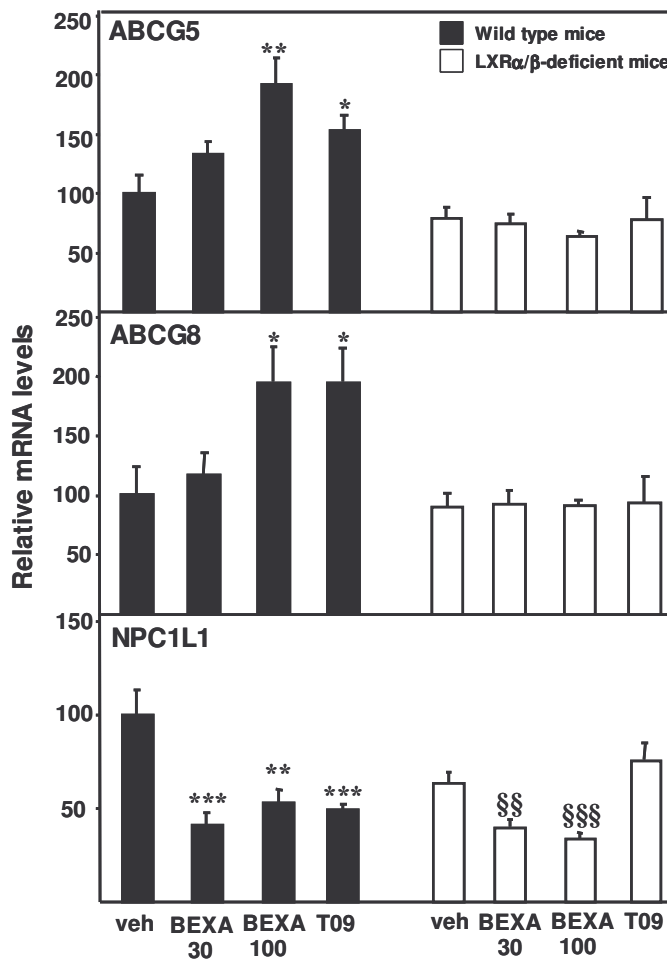 250
ABCG5
Wild type mice
LXRα/β-deficient mice
**
*
200
150
100
50
Relative mRNA levels
250
ABCG8
*
*
200
150
100
50
150
NPC1L1
100
50
***
**
***
§§
§§§
veh BEXA 30 BEXA 100 T09
veh BEXA 30 BEXA 100 T09